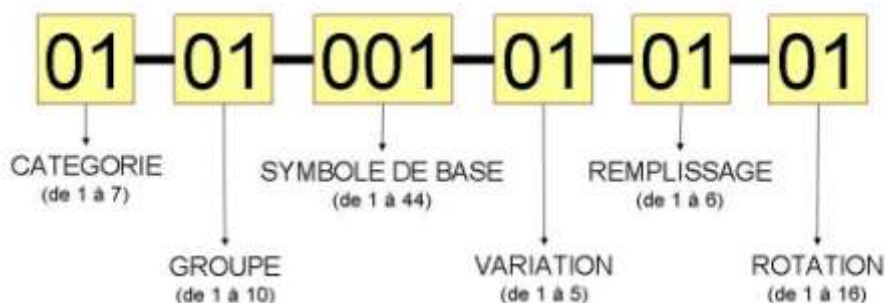 01 01 001 01 01 01
CATEGORIE
(de 1 à 7)
SYMBOLE DE BASE
(de 1 à 44)
REMPLISSAGE
(de 1 à 6)
GROUPE
(de 1 à 10)
VARIATION
(de 1 à 5)
ROTATION
(de 1 à 16)